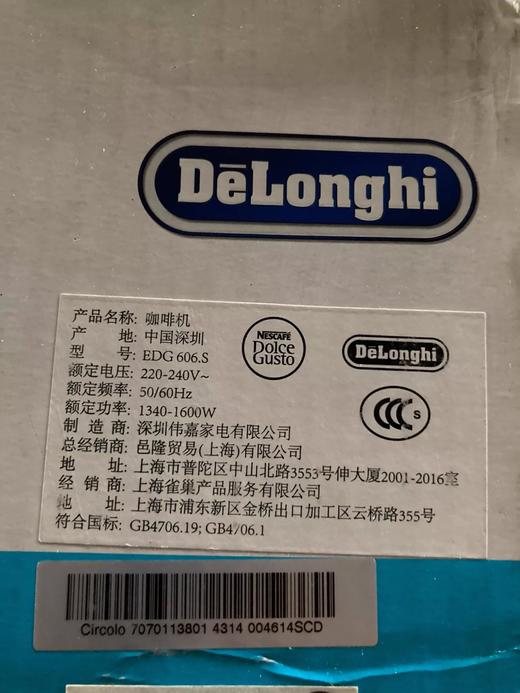 DēLonghi
产品名称: 咖啡机
产 地: 中国深圳
型 号: EDG 606.S
额定电压: 220-240V~
额定频率: 50/60Hz
额定功率: 1340-1600W
制 造 商: 深圳伟嘉家电有限公司
总经销商: 邑隆贸易(上海)有限公司
地 址: 上海市普陀区中山北路3553号伸大厦2001-2016室
经 销 商: 上海雀巢产品服务有限公司
地 址: 上海市浦东新区金桥出口加工区云桥路355号
符合国标: GB4706.19; GB4706.1
NESCAFÉ
Dolce
Gusto
DēLonghi
CCC S
Circolo 7070113801 4314 004614SCD